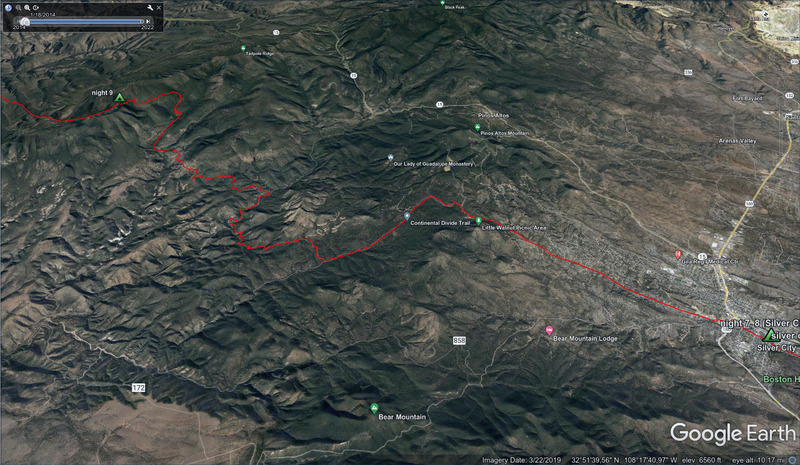 1/18/2014
2014
2022
Black Peak
15
Tadpole Ridge
15
night 9
15
Pinos Altos
Pinos Altos Mountain
Fort Bayard
152
356
Arenas Valley
Our Lady of Guadalupe Monastery
Continental Divide Trail
Little Walnut Picnic Area
15
Gila Regl Medical Ctr
night 7, 8 (Silver C
silver c
Silver City
Bear Mountain Lodge
858
Boston H
172
Bear Mountain
Google Earth
Imagery Date: 3/22/2019 32°51'39.56" N 108°17'40.97" W elev 6560 ft eye alt 10.17 mi